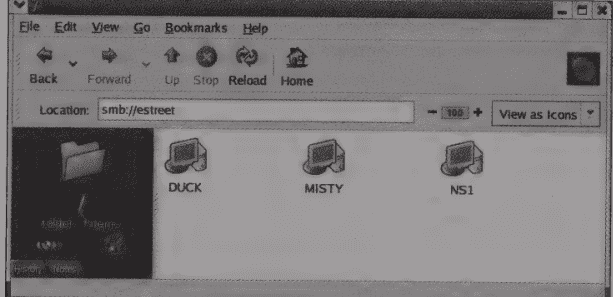 File Edit View Go Bookmarks Help
Back Forward Up Stop Reload Home
Location: smb://estreet 100 View as Icons
DUCK MISTY NS1